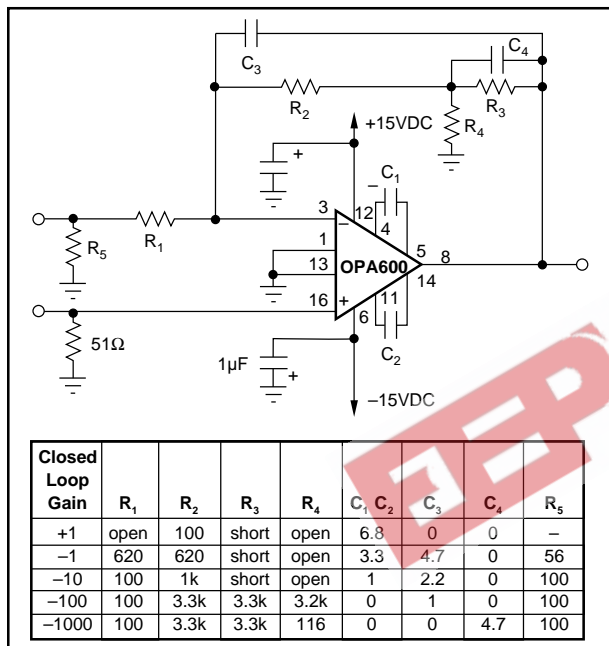 C3
C4
R2
R3
R4
+15VDC
+
– C1
12
4
3
–
R1
R5
1
5
8
OPA600
13
14
16
+
11
6
51Ω
C2
1µF
+
–15VDC
EEP
Closed Loop Gain R1 R2 R3 R4 C1 C2 C3 C4 R5
+1 open 100 short open 6.8 0 0 –
–1 620 620 short open 3.3 4.7 0 56
–10 100 1k short open 1 2.2 0 100
–100 100 3.3k 3.3k 3.2k 0 1 0 100
–1000 100 3.3k 3.3k 116 0 0 4.7 100